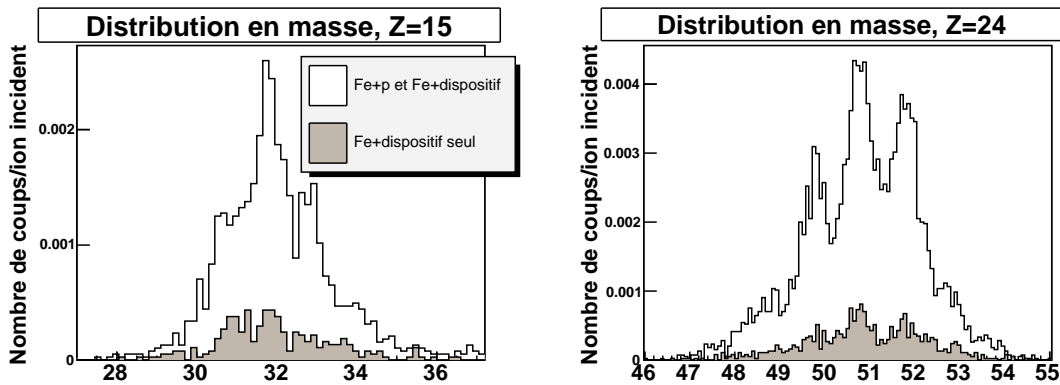 Distribution en masse, Z=15
Nombre de coups/ion incident
0.002
0.001
0
28 30 32 34 36
Fe+p et Fe+dispositif
Fe+dispositif seul
Distribution en masse, Z=24
Nombre de coups/ion incident
0.004
0.003
0.002
0.001
0
46 47 48 49 50 51 52 53 54 55